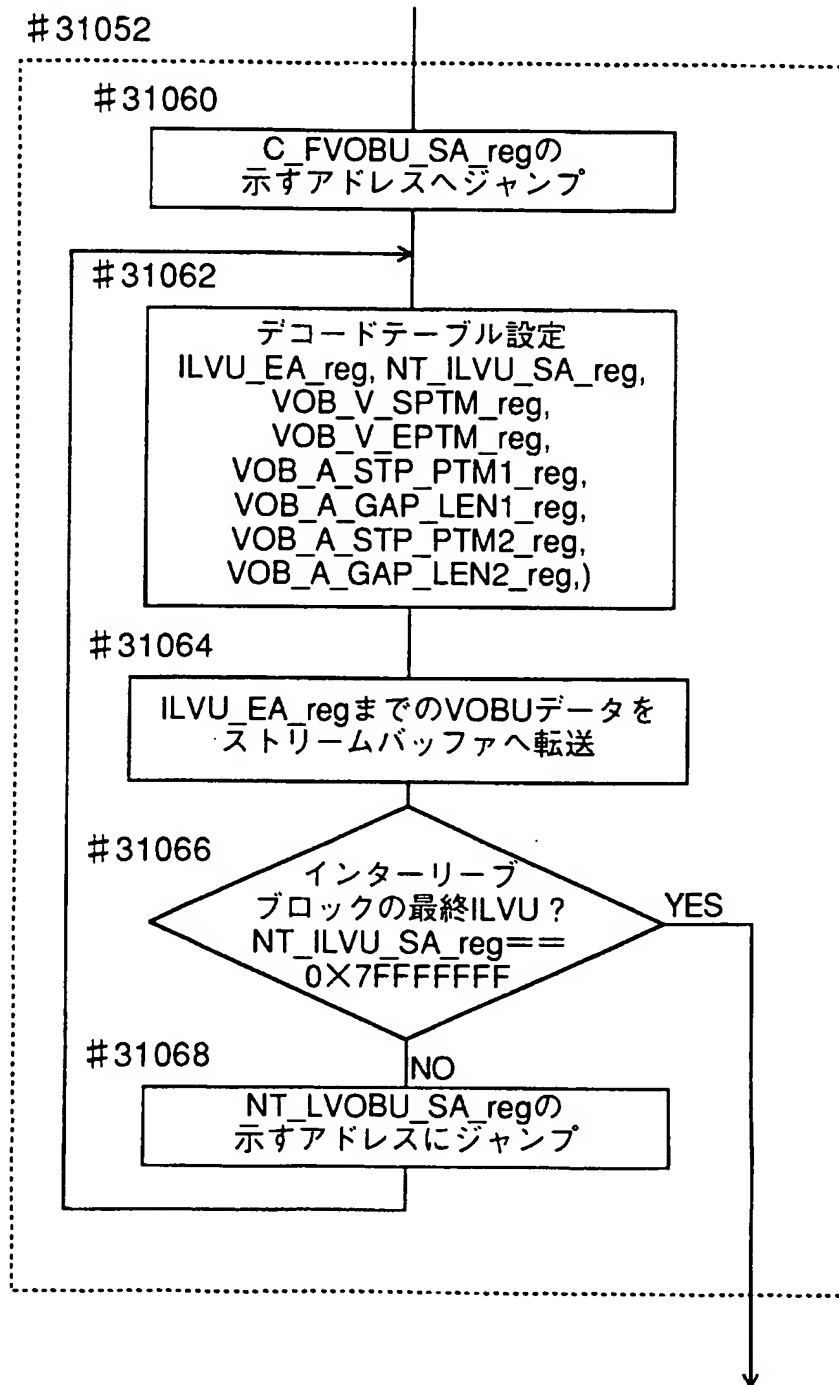 #31052
#31060
C_FVOBU_SA_regの
示すアドレスへジャンプ
#31062
デコードテーブル設定
ILVU_EA_reg, NT_ILVU_SA_reg,
VOB_V_SPTM_reg,
VOB_V_EPTM_reg,
VOB_A_STP_PTM1_reg,
VOB_A_GAP_LEN1_reg,
VOB_A_STP_PTM2_reg,
VOB_A_GAP_LEN2_reg,)
#31064
ILVU_EA_regまでのVOBUデータを
ストリームバッファへ転送
#31066
インターリーブ
ブロックの最終ILVU?
NT_ILVU_SA_reg==
0×7FFFFFFF
YES
#31068
NO
NT_LVOBU_SA_regの
示すアドレスにジャンプ